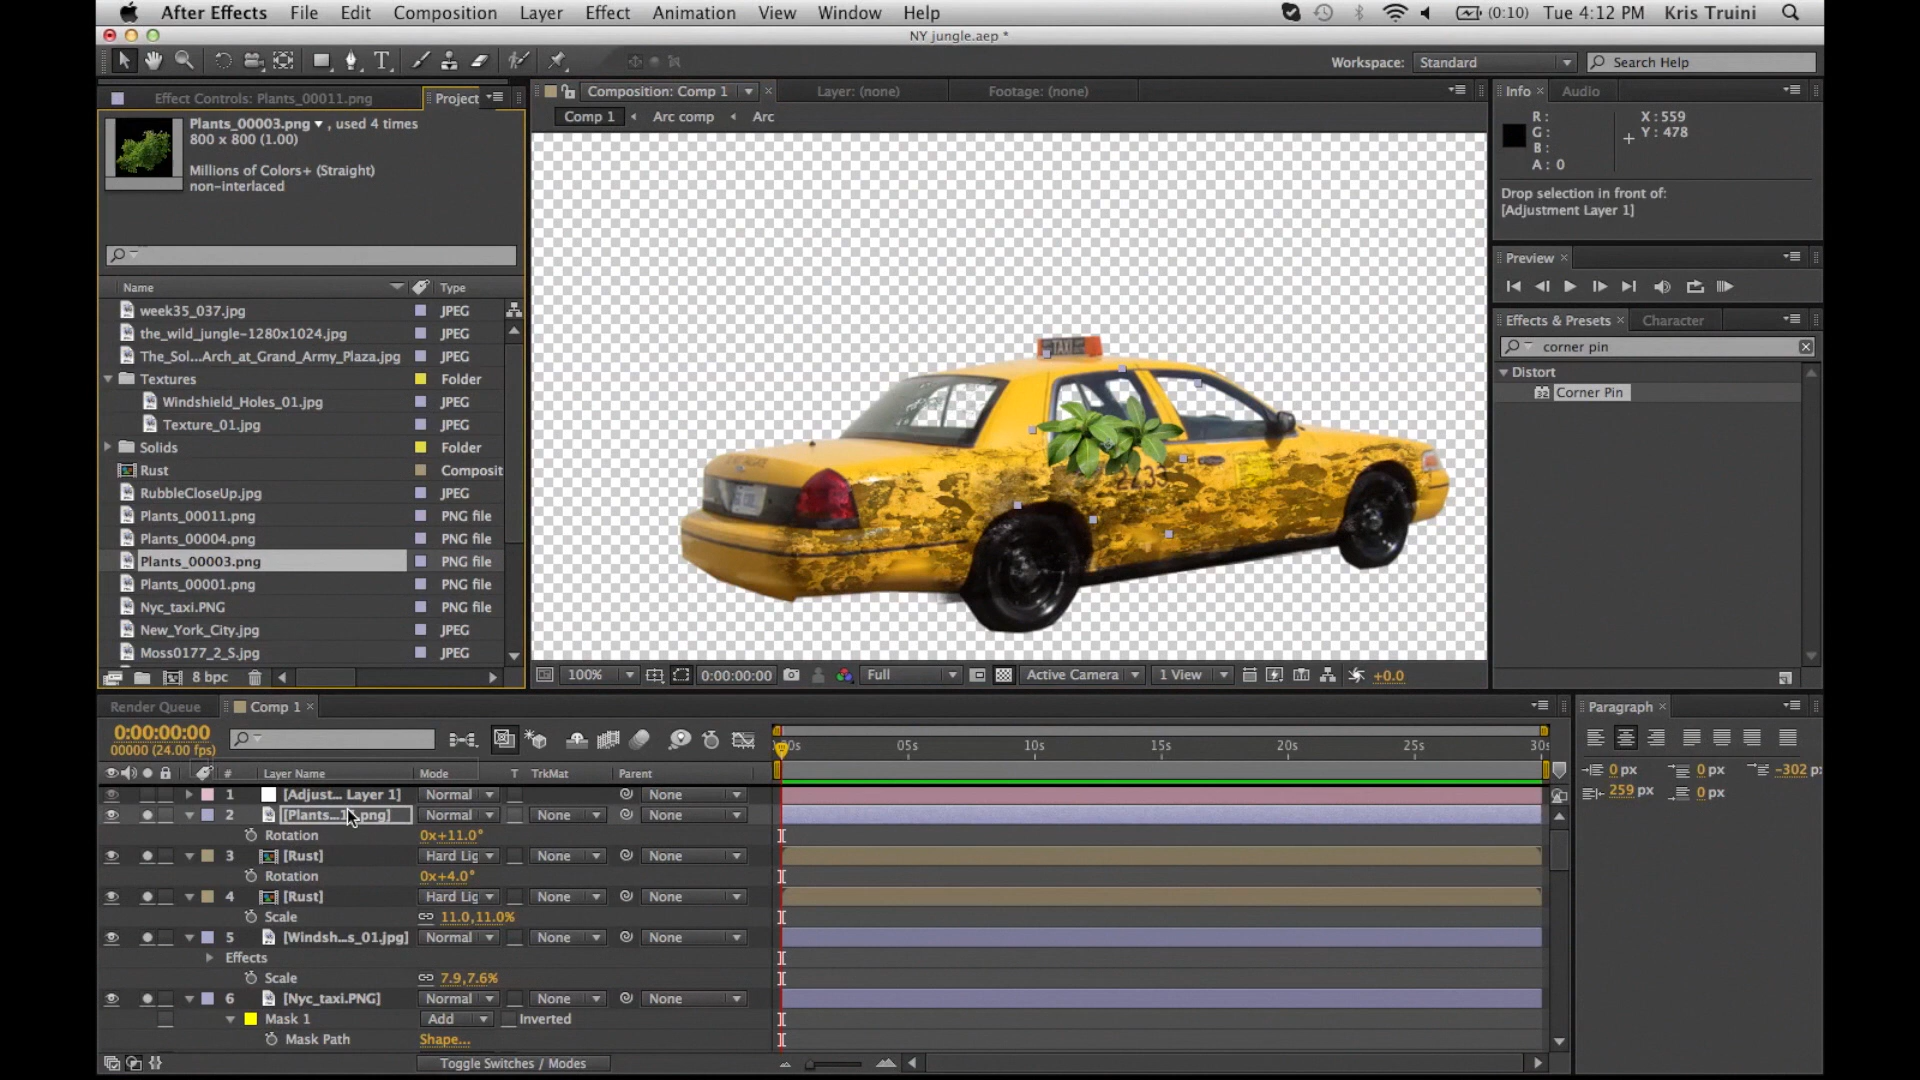 After Effects File Edit Composition Layer Effect Animation View Window Help (0:10) Tue 4:12 PM Kris Truini
NY jungle.aep *
Workspace: Standard Search Help
Effect Controls: Plants_00011.png Project
Composition: Comp 1 Layer: (none) Footage: (none)
Info Audio
Plants_00003.png , used 4 times
800 x 800 (1.00)
Millions of Colors+ (Straight)
non-interlaced
Comp 1 Arc comp Arc
R :
G :
B :
A : 0
X : 559
Y : 478
Drop selection in front of:
[Adjustment Layer 1]
Preview
Effects & Presets Character
corner pin
Distort
Corner Pin
Name Type
week35_037.jpg JPEG
the_wild_jungle-1280x1024.jpg JPEG
The_Sol...Arch_at_Grand_Army_Plaza.jpg JPEG
Textures Folder
Windshield_Holes_01.jpg JPEG
Texture_01.jpg JPEG
Solids Folder
Rust Composit
RubbleCloseUp.jpg JPEG
Plants_00011.png PNG file
Plants_00004.png PNG file
Plants_00003.png PNG file
Plants_00001.png PNG file
Nyc_taxi.PNG PNG file
New_York_City.jpg JPEG
Moss0177_2_S.jpg JPEG
8 bpc
TAXI
100% 0:00:00:00 Full Active Camera 1 View +0.0
Render Queue Comp 1
0:00:00:00
00000 (24.00 fps)
05s 10s 15s 20s 25s
# Layer Name Mode T TrkMat Parent
1 [Adjust... Layer 1] Normal None
2 Normal None None
Rotation 0x+11.0°
3 [Rust] Hard Lig None None
Rotation 0x+4.0°
4 [Rust] Hard Lig None None
Scale 11.0,11.0%
5 [Windsh...s_01.jpg] Normal None None
Effects
Scale 7.9,7.6%
6 [Nyc_taxi.PNG] Normal None None
Mask 1 Add Inverted
Mask Path Shape...
Toggle Switches / Modes
Paragraph
0 px 0 px -302 p
259 px 0 px